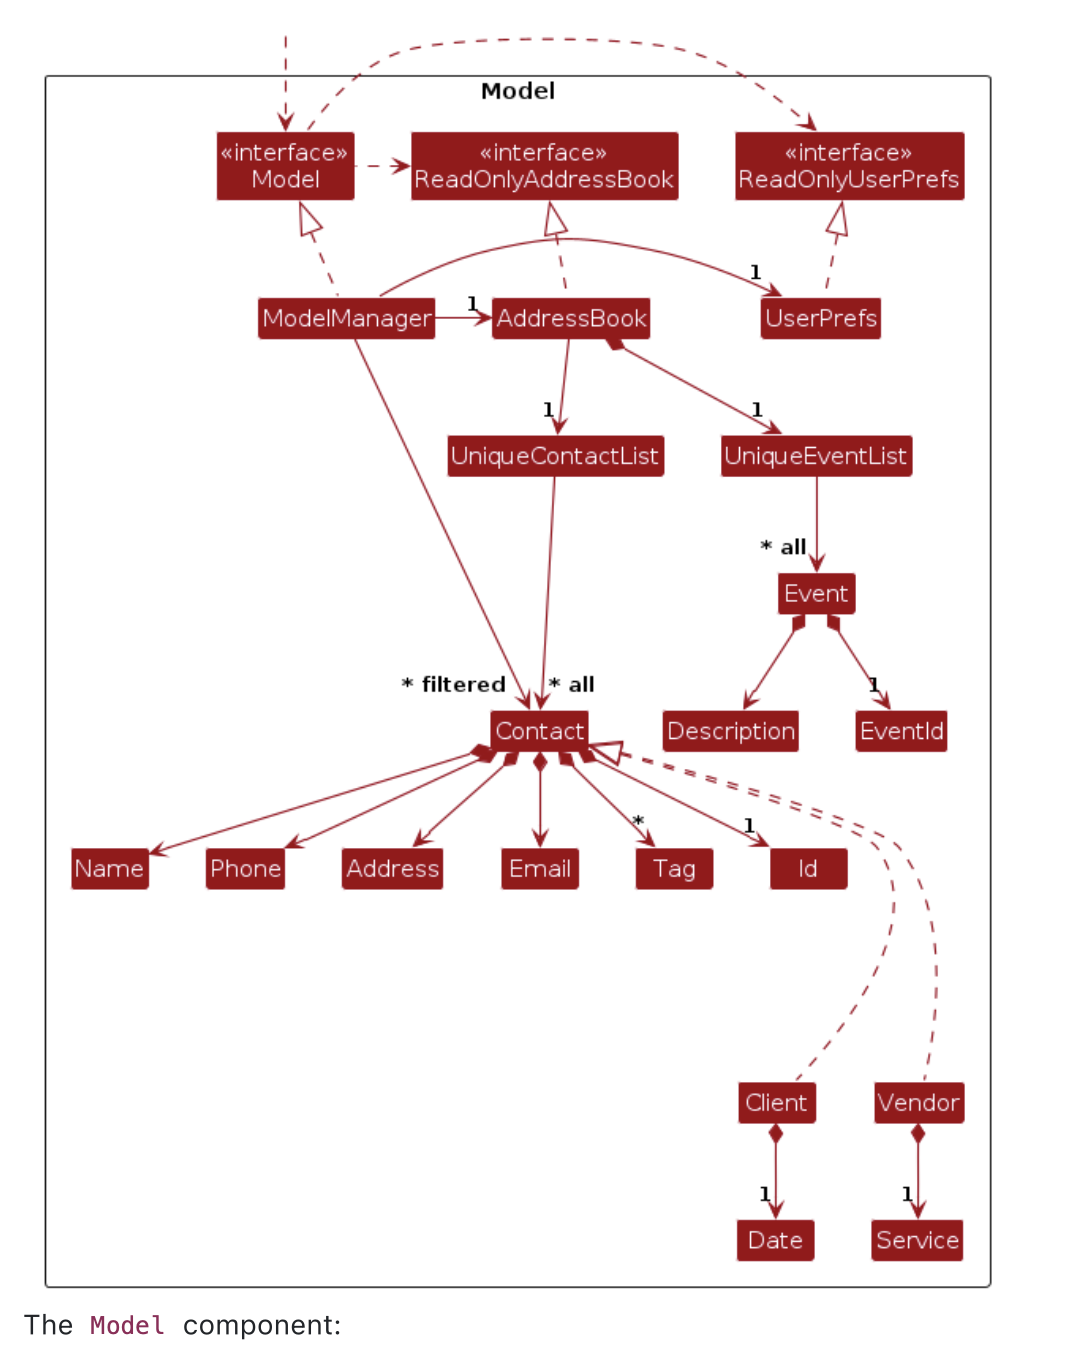 Model
«interface»
Model
«interface»
ReadOnlyAddressBook
«interface»
ReadOnlyUserPrefs
1
1
ModelManager
AddressBook
UserPrefs
1
1
UniqueContactList
UniqueEventList
* all
Event
* filtered
* all
1
Contact
Description
EventId
*
1
Name
Phone
Address
Email
Tag
Id
Client
Vendor
1
1
Date
Service
The Model component: